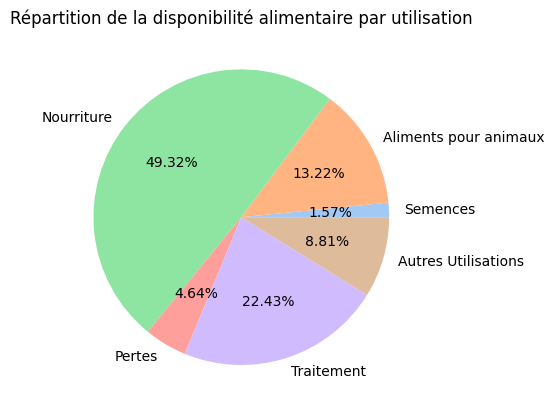 Répartition de la disponibilité alimentaire par utilisation
Nourriture
49.32%
Aliments pour animaux
13.22%
Semences
1.57%
8.81%
Autres Utilisations
4.64%
22.43%
Pertes
Traitement